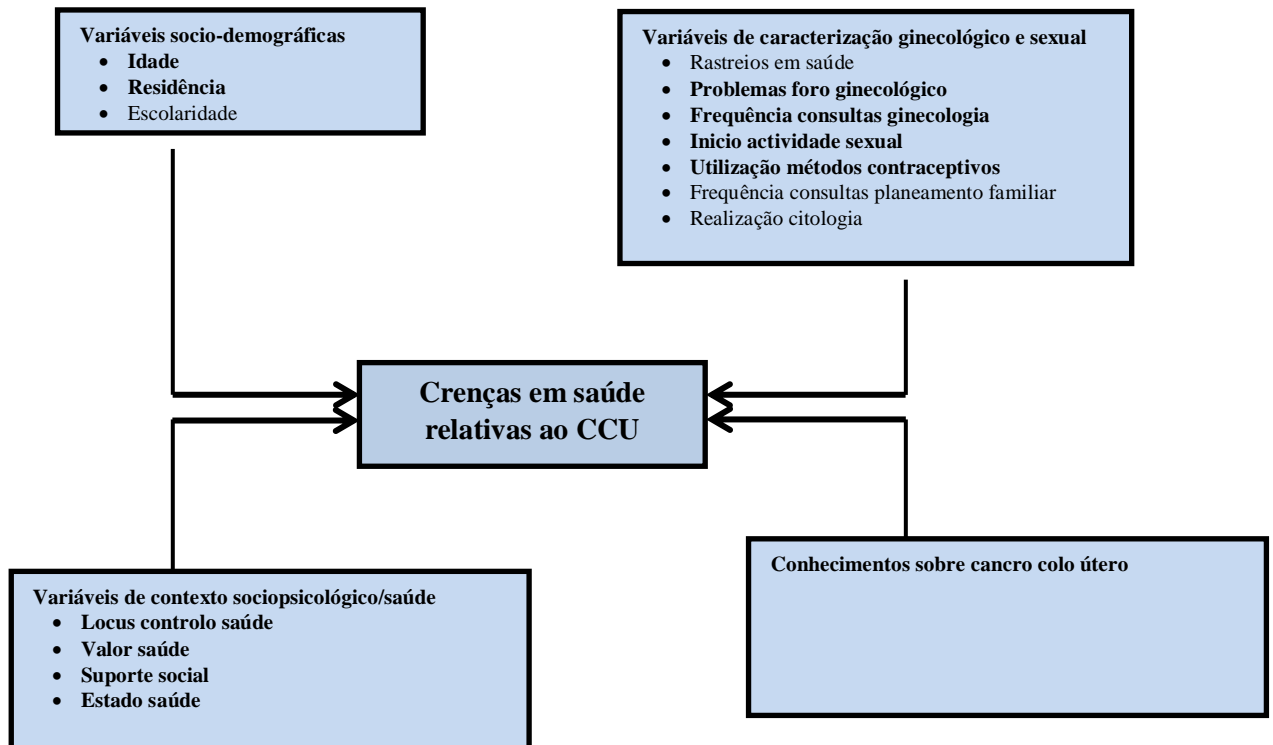 Variáveis socio-demográficas
• Idade
• Residência
• Escolaridade
Variáveis de caracterização ginecológico e sexual
• Rastreios em saúde
• Problemas foro ginecológico
• Frequência consultas ginecologia
• Inicio actividade sexual
• Utilização métodos contraceptivos
• Frequência consultas planeamento familiar
• Realização citologia
Crenças em saúde
relativas ao CCU
Variáveis de contexto sociopsicológico/saúde
• Locus controlo saúde
• Valor saúde
• Suporte social
• Estado saúde
Conhecimentos sobre cancro colo útero